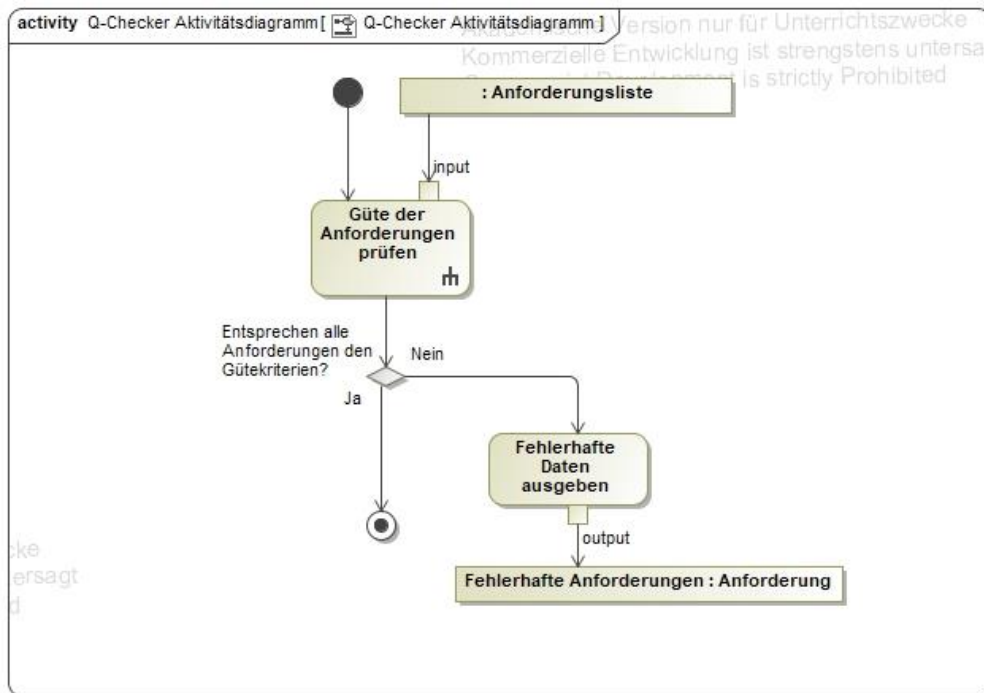 activity Q-Checker Aktivitätsdiagramm [ Q-Checker Aktivitätsdiagramm ]
Akademische Version nur für Unterrichtszwecke
Kommerzielle Entwicklung ist strengstens untersa
Development is strictly Prohibited
: Anforderungsliste
input
Güte der
Anforderungen
prüfen
Entsprechen alle
Anforderungen den
Gütekriterien?
Nein
Ja
Fehlerhafte
Daten
ausgeben
output
Fehlerhafte Anforderungen : Anforderung
cke
ersagt
d